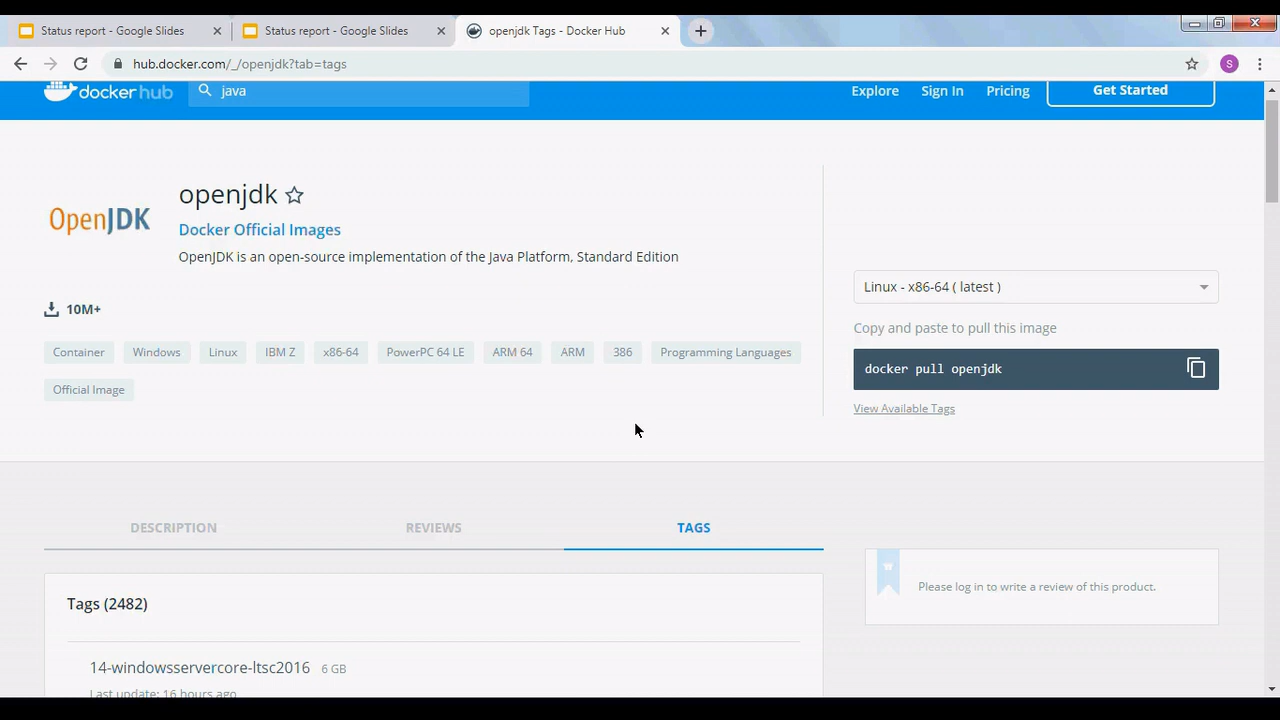 Status report - Google Slides
Status report - Google Slides
openjdk Tags - Docker Hub
hub.docker.com/_/openjdk?tab=tags
S
docker hub
java
Explore
Sign In
Pricing
Get Started
OpenJDK
openjdk
Docker Official Images
OpenJDK is an open-source implementation of the Java Platform, Standard Edition
10M+
Container
Windows
Linux
IBM Z
x86-64
PowerPC 64 LE
ARM 64
ARM
386
Programming Languages
Official Image
Linux - x86-64 ( latest )
Copy and paste to pull this image
docker pull openjdk
View Available Tags
DESCRIPTION
REVIEWS
TAGS
Please log in to write a review of this product.
Tags (2482)
14-windowsservercore-ltsc2016 6 GB
Last update: 16 hours ago